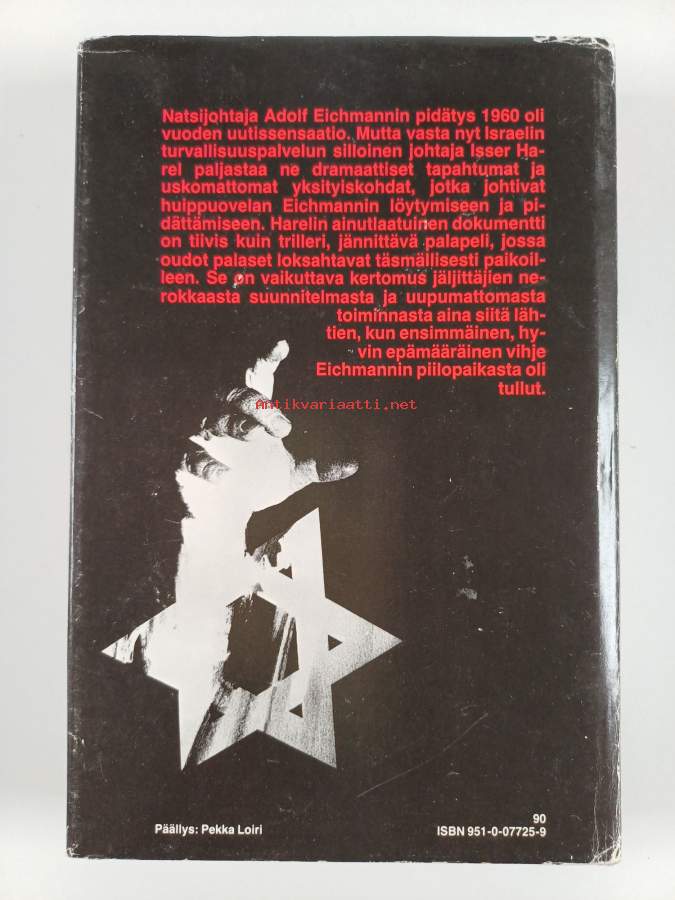 Natsijohtaja Adolf Eichmannin pidätys 1960 oli
vuoden uutissensaatio. Mutta vasta nyt Israelin
turvallisuuspalvelun silloinen johtaja Isser Ha-
rel paljastaa ne dramaattiset tapahtumat ja
uskomattomat yksityiskohdat, jotka johtivat
huippuovelan Eichmannin löytymiseen ja pi-
dättämiseen. Harelin ainutlaatuinen dokumentti
on tiivis kuin trilleri, jännittävä palapeli, jossa
oudot palaset loksahtavat täsmällisesti paikoil-
leen. Se on vaikuttava kertomus jäljittäjien ne-
rokkaasta suunnitelmasta ja uupumattomasta
toiminnasta aina siitä läh-
tien, kun ensimmäinen, hy-
vin epämääräinen vihje
Eichmannin piilopaikasta oli
tullut.
Antikvariaatti.net
Päällys: Pekka Loiri
90
ISBN 951-0-07725-9